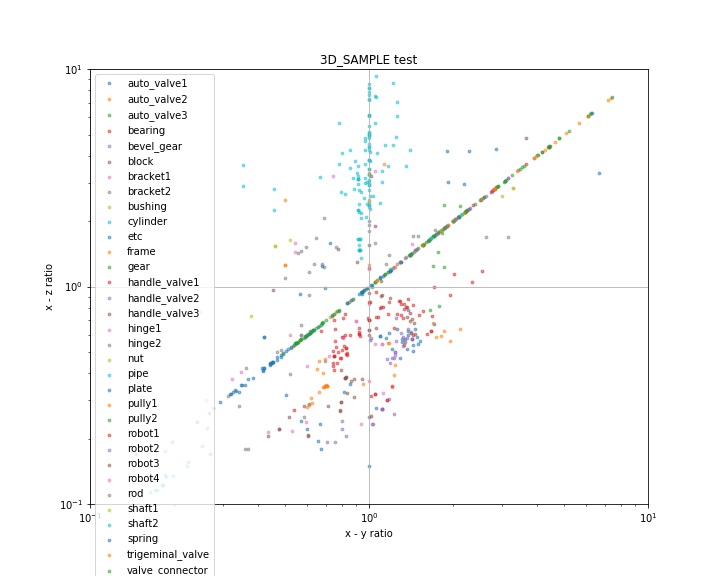 3D_SAMPLE test
10¹
10⁰
10⁻¹
x - z ratio
auto_valve1
auto_valve2
auto_valve3
bearing
bevel_gear
block
bracket1
bracket2
bushing
cylinder
etc
frame
gear
handle_valve1
handle_valve2
handle_valve3
hinge1
hinge2
nut
pipe
plate
pully1
pully2
robot1
robot2
robot3
robot4
rod
shaft1
shaft2
spring
trigeminal_valve
valve_connector
10⁻¹ 10⁰ 10¹
x - y ratio